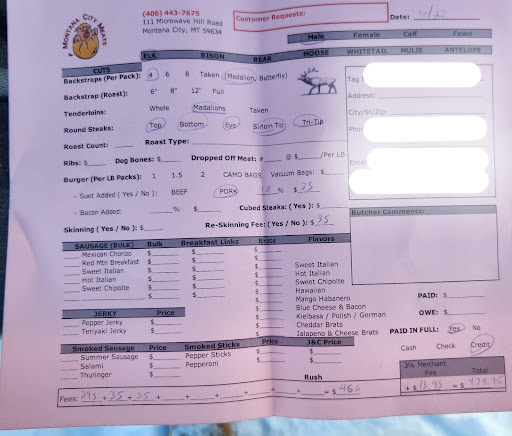 MONTANA CITY MEATS
(406) 443-7675
111 Microwave Hill Road
Montana City, MT 59634
Customer Requests:
Date: 10/22
Male Female Calf Fawn
ELK BISON BEAR MOOSE WHITETAIL MULIE ANTELOPE
CUTS
Backstraps (Per Pack): 4 6 8 Taken (Madalion, Butterfly)
Backstrap (Roast): 6" 8" 12" Full
Tenderloins: Whole Madalions Taken
Round Steaks: Top Bottom Eye Sirloin Tip Tri-Tip
Roast Count: Roast Type:
Ribs: $ Dog Bones: $ Dropped Off Meat: # @ $ /Per LB
Burger (Per LB Packs): 1 1.5 2 CAMO BAGS Vacuum Bags: $
- Suet Added ( Yes / No ): BEEF PORK 10 % $ 35
- Bacon Added: % $ Cubed Steaks: ( Yes ): $
Skinning ( Yes / No ): $ Re-Skinning Fee: ( Yes / No ): $ 35
Tag
Address:
City/St/Zip:
Pho
Email
Butcher Comments:
SAUSAGE (BULK) Bulk Breakfast Links Brats Flavors
Mexican Chorizo $ $ $
Red Mtn Breakfast $ $ $
Sweet Italian $ $ $ Sweet Italian
Hot Italian $ $ $ Hot Italian
Sweet Chipolte $ $ $ Sweet Chipolte
$ $ $ Hawaiian
$ Mango Habanero
$ Blue Cheese & Bacon
JERKY Price $ Kielbasa / Polish / German
Pepper Jerky $ $ Cheddar Brats
Teriyaki Jerky $ $ Jalapeno & Cheese Brats
PAID: $
OWE: $
PAID IN FULL: Yes No
Cash Check Credit
Smoked Sausage Price Smoked Sticks Price J&C Price
Summer Sausage $ Pepper Sticks $ $
Salami $ Pepperoni $ $
Thuringer $
Rush
3% Merchant Fee Total
Fees: 395 + 35 + 35 + + + + + = $ 465 + $ 13.95 = $ 478.95